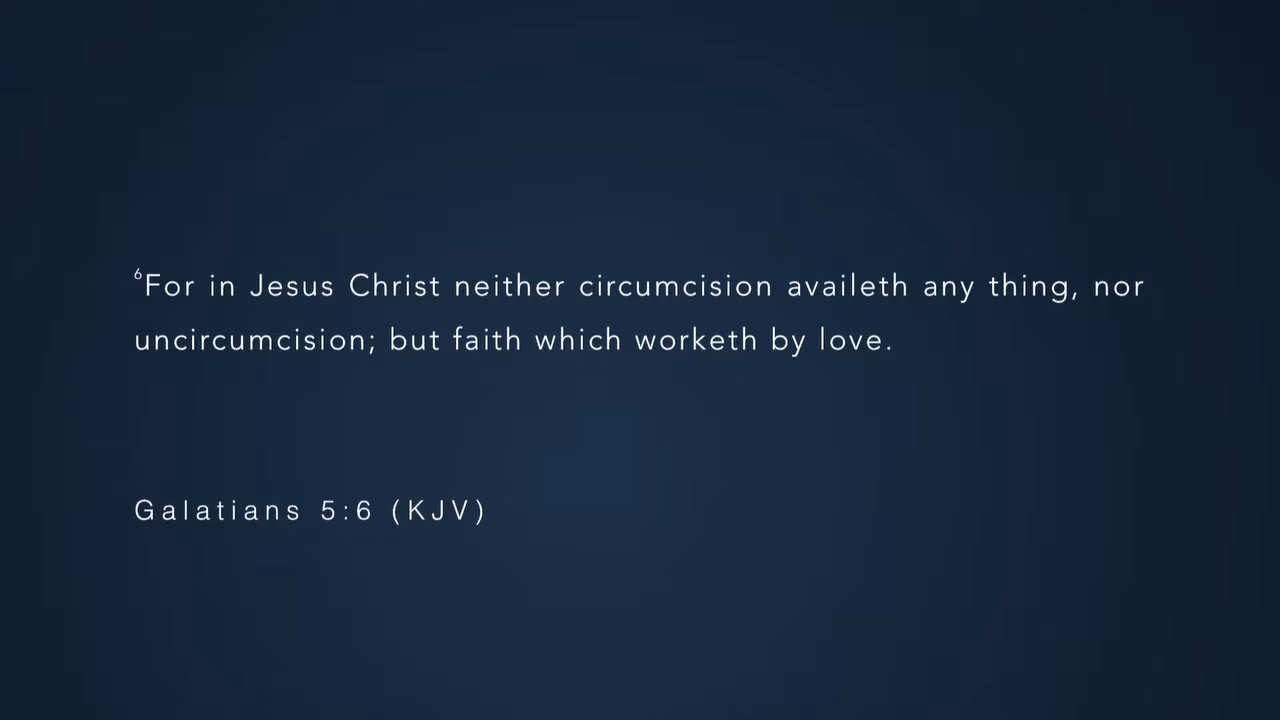 ⁶For in Jesus Christ neither circumcision availeth any thing, nor
uncircumcision; but faith which worketh by love.
Galatians 5:6 (KJV)